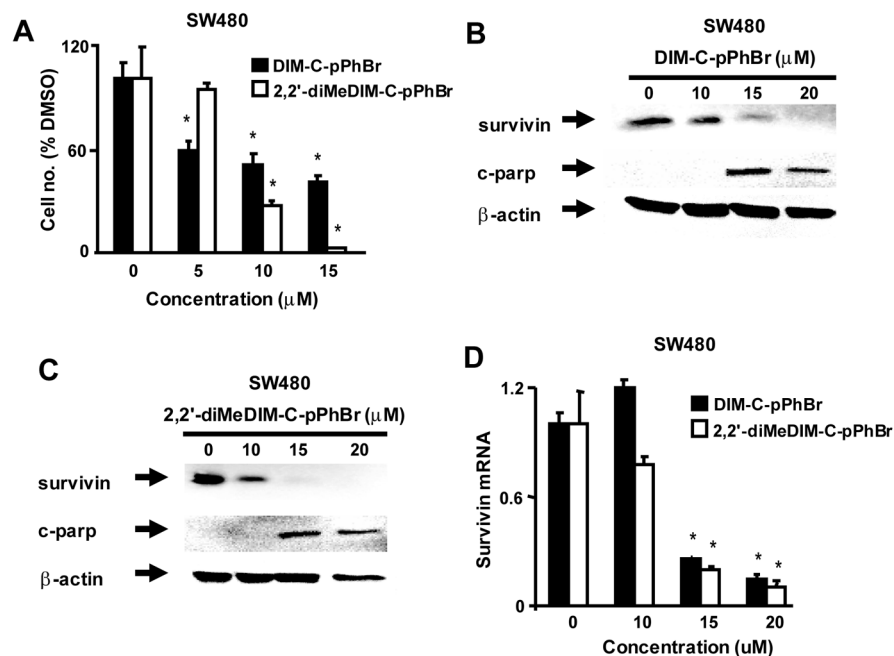 A
SW480
120
60
0
Cell no. (% DMSO)
DIM-C-pPhBr
2,2'-diMeDIM-C-pPhBr
* * * * *
0 5 10 15
Concentration (μM)
B
SW480
DIM-C-pPhBr (μM)
0 10 15 20
survivin
c-parp
β-actin
C
SW480
2,2'-diMeDIM-C-pPhBr (μM)
0 10 15 20
survivin
c-parp
β-actin
D
SW480
1.2
0.6
0
Survivin mRNA
DIM-C-pPhBr
2,2'-diMeDIM-C-pPhBr
* * * *
0 10 15 20
Concentration (uM)